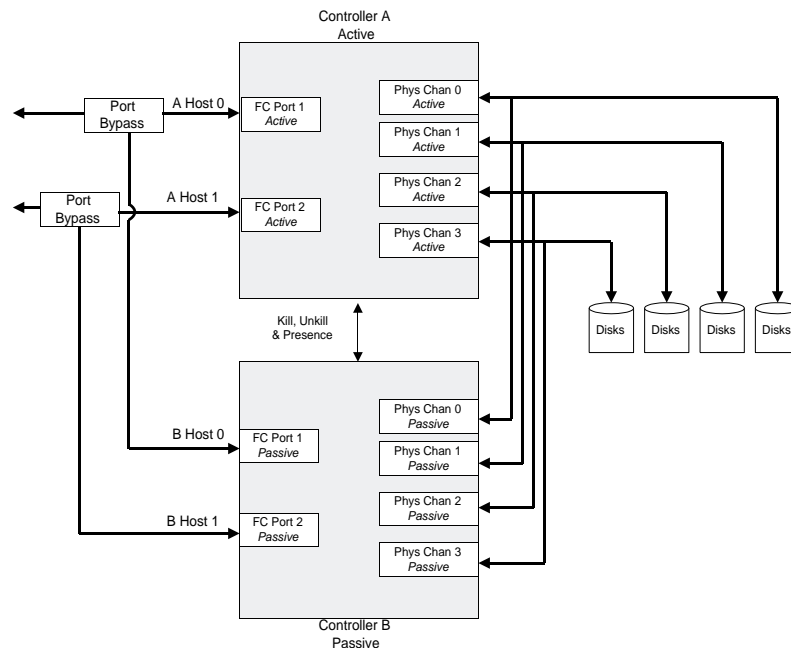 Controller A
Active
Port
Bypass
A Host 0
FC Port 1
Active
Phys Chan 0
Active
Phys Chan 1
Active
Port
Bypass
A Host 1
FC Port 2
Active
Phys Chan 2
Active
Phys Chan 3
Active
Kill, Unkill
& Presence
Disks
Disks
Disks
Disks
B Host 0
FC Port 1
Passive
Phys Chan 0
Passive
Phys Chan 1
Passive
B Host 1
FC Port 2
Passive
Phys Chan 2
Passive
Phys Chan 3
Passive
Controller B
Passive